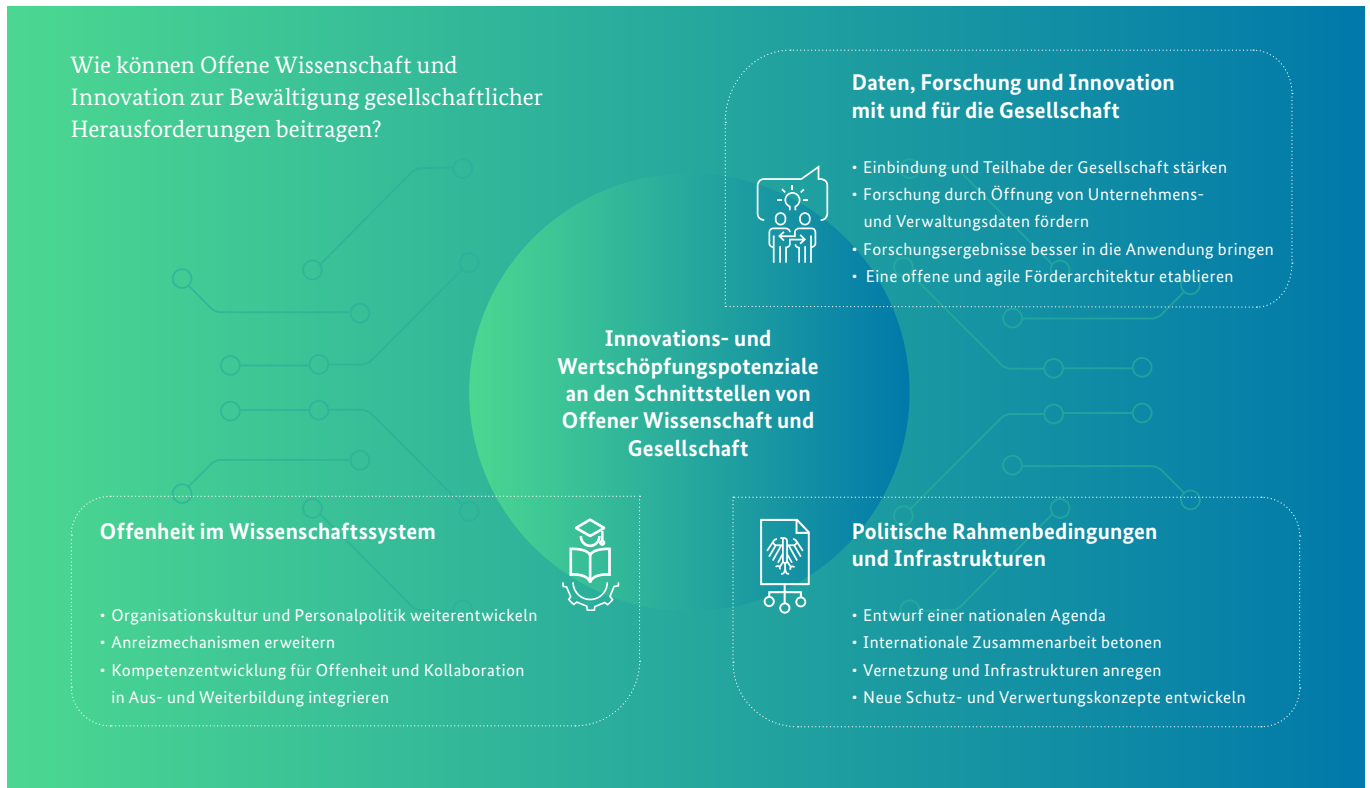 Wie können Offene Wissenschaft und
Innovation zur Bewältigung gesellschaftlicher
Herausforderungen beitragen?
Daten, Forschung und Innovation
mit und für die Gesellschaft
• Einbindung und Teilhabe der Gesellschaft stärken
• Forschung durch Öffnung von Unternehmens-
und Verwaltungsdaten fördern
• Forschungsergebnisse besser in die Anwendung bringen
• Eine offene und agile Förderarchitektur etablieren
Innovations- und
Wertschöpfungspotenziale
an den Schnittstellen von
Offener Wissenschaft und
Gesellschaft
Offenheit im Wissenschaftssystem
• Organisationskultur und Personalpolitik weiterentwickeln
• Anreizmechanismen erweitern
• Kompetenzentwicklung für Offenheit und Kollaboration
in Aus- und Weiterbildung integrieren
Politische Rahmenbedingungen
und Infrastrukturen
• Entwurf einer nationalen Agenda
• Internationale Zusammenarbeit betonen
• Vernetzung und Infrastrukturen anregen
• Neue Schutz- und Verwertungskonzepte entwickeln